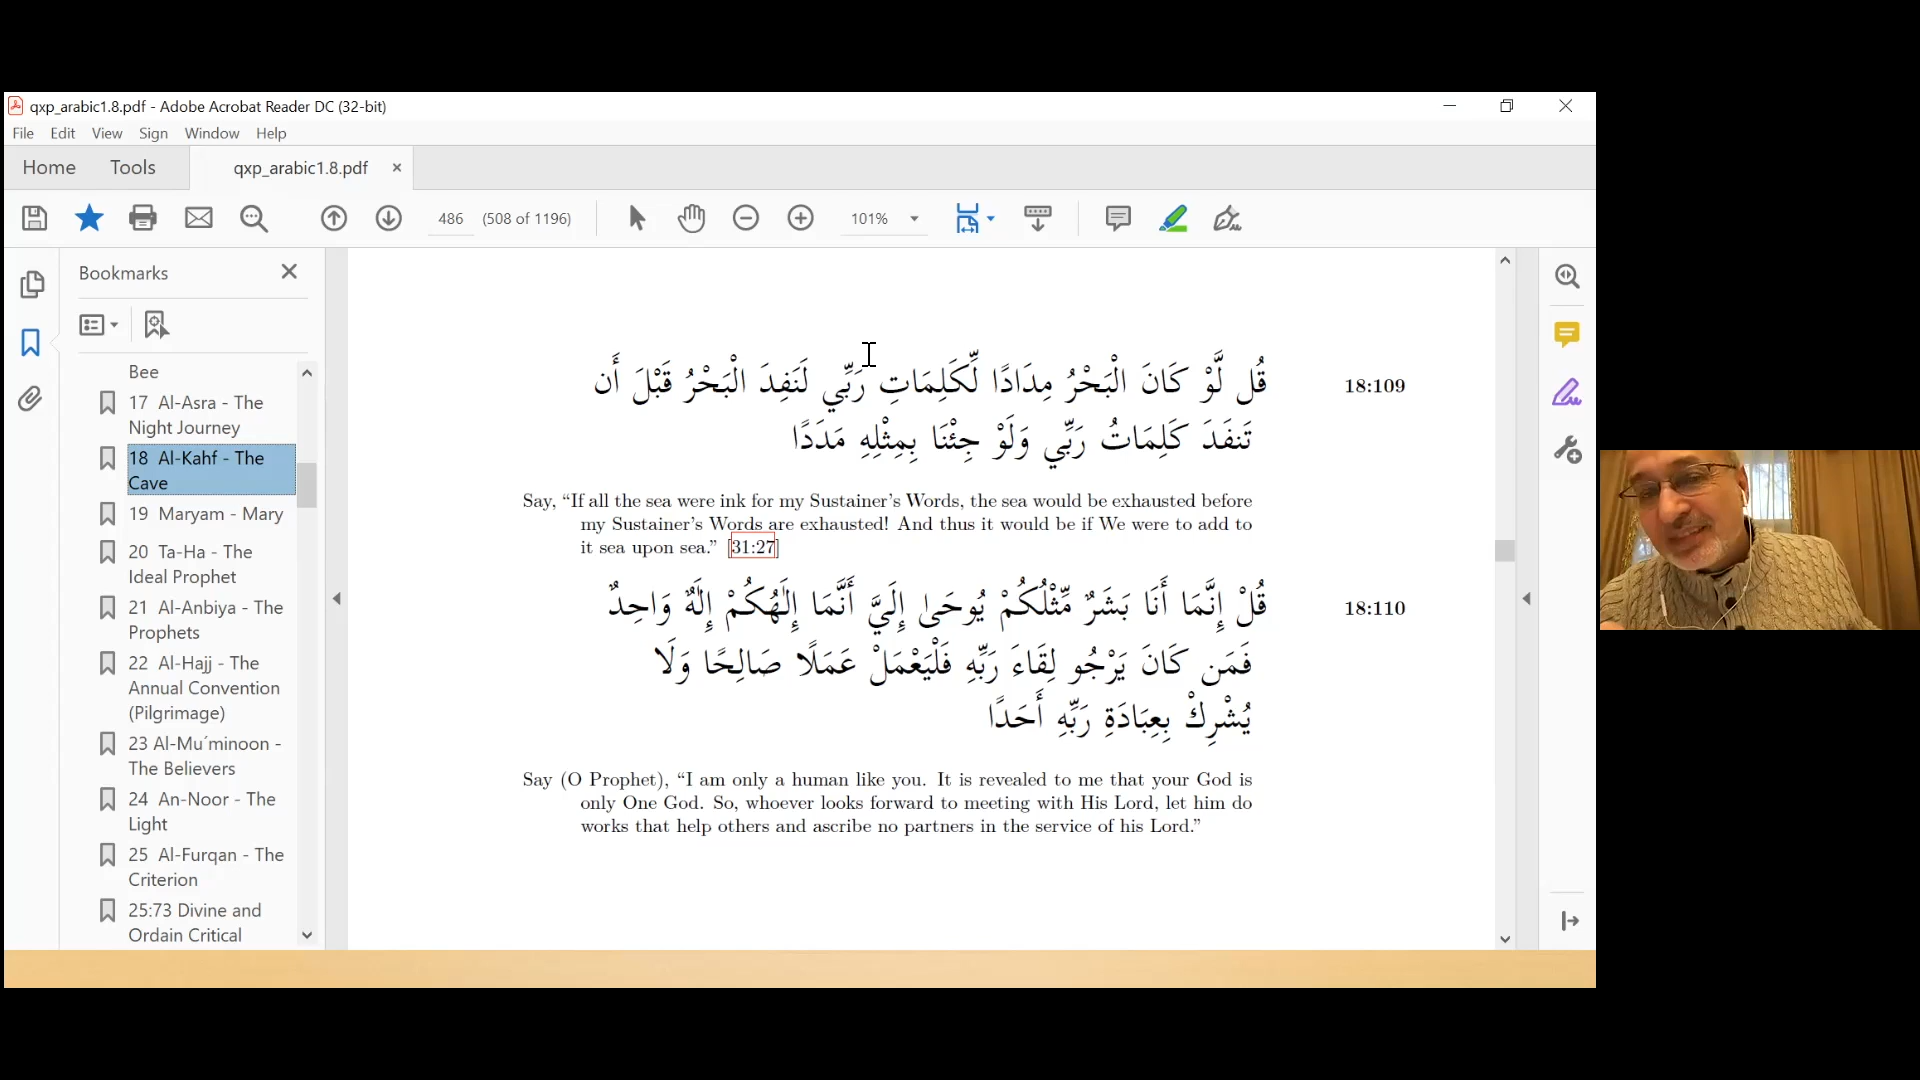 qxp_arabic1.8.pdf - Adobe Acrobat Reader DC (32-bit)
File Edit View Sign Window Help
Home Tools qxp_arabic1.8.pdf
486 (508 of 1196) 101%
Bookmarks
Bee
17 Al-Asra - The
Night Journey
18 Al-Kahf - The
Cave
19 Maryam - Mary
20 Ta-Ha - The
Ideal Prophet
21 Al-Anbiya - The
Prophets
22 Al-Hajj - The
Annual Convention
(Pilgrimage)
23 Al-Mu´minoon -
The Believers
24 An-Noor - The
Light
25 Al-Furqan - The
Criterion
25:73 Divine and
Ordain Critical
قُل لَّوْ كَانَ الْبَحْرُ مِدَادًا لِّكَلِمَاتِ رَبِّي لَنَفِدَ الْبَحْرُ قَبْلَ أَن 18:109
تَنفَدَ كَلِمَاتُ رَبِّي وَلَوْ جِئْنَا بِمِثْلِهِ مَدَدًا
Say, “If all the sea were ink for my Sustainer’s Words, the sea would be exhausted before
my Sustainer’s Words are exhausted! And thus it would be if We were to add to
it sea upon sea.” [31:27]
قُلْ إِنَّمَا أَنَا بَشَرٌ مِّثْلُكُمْ يُوحَىٰ إِلَيَّ أَنَّمَا إِلَٰهُكُمْ إِلَٰهٌ وَاحِدٌ 18:110
فَمَن كَانَ يَرْجُو لِقَاءَ رَبِّهِ فَلْيَعْمَلْ عَمَلًا صَالِحًا وَلَا
يُشْرِكْ بِعِبَادَةِ رَبِّهِ أَحَدًا
Say (O Prophet), “I am only a human like you. It is revealed to me that your God is
only One God. So, whoever looks forward to meeting with His Lord, let him do
works that help others and ascribe no partners in the service of his Lord.”